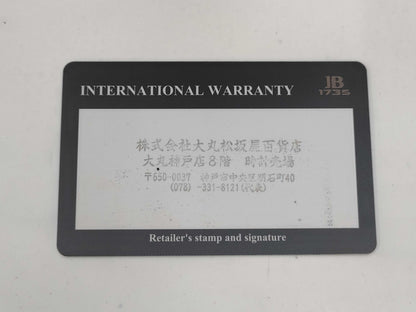 INTERNATIONAL WARRANTY
JB
1735
株式会社大丸松坂屋百貨店
大丸神戸店8階 時計売場
〒650-0037 神戸市中央区明石町40
(078)-331-8121(代表)
Retailer's stamp and signature